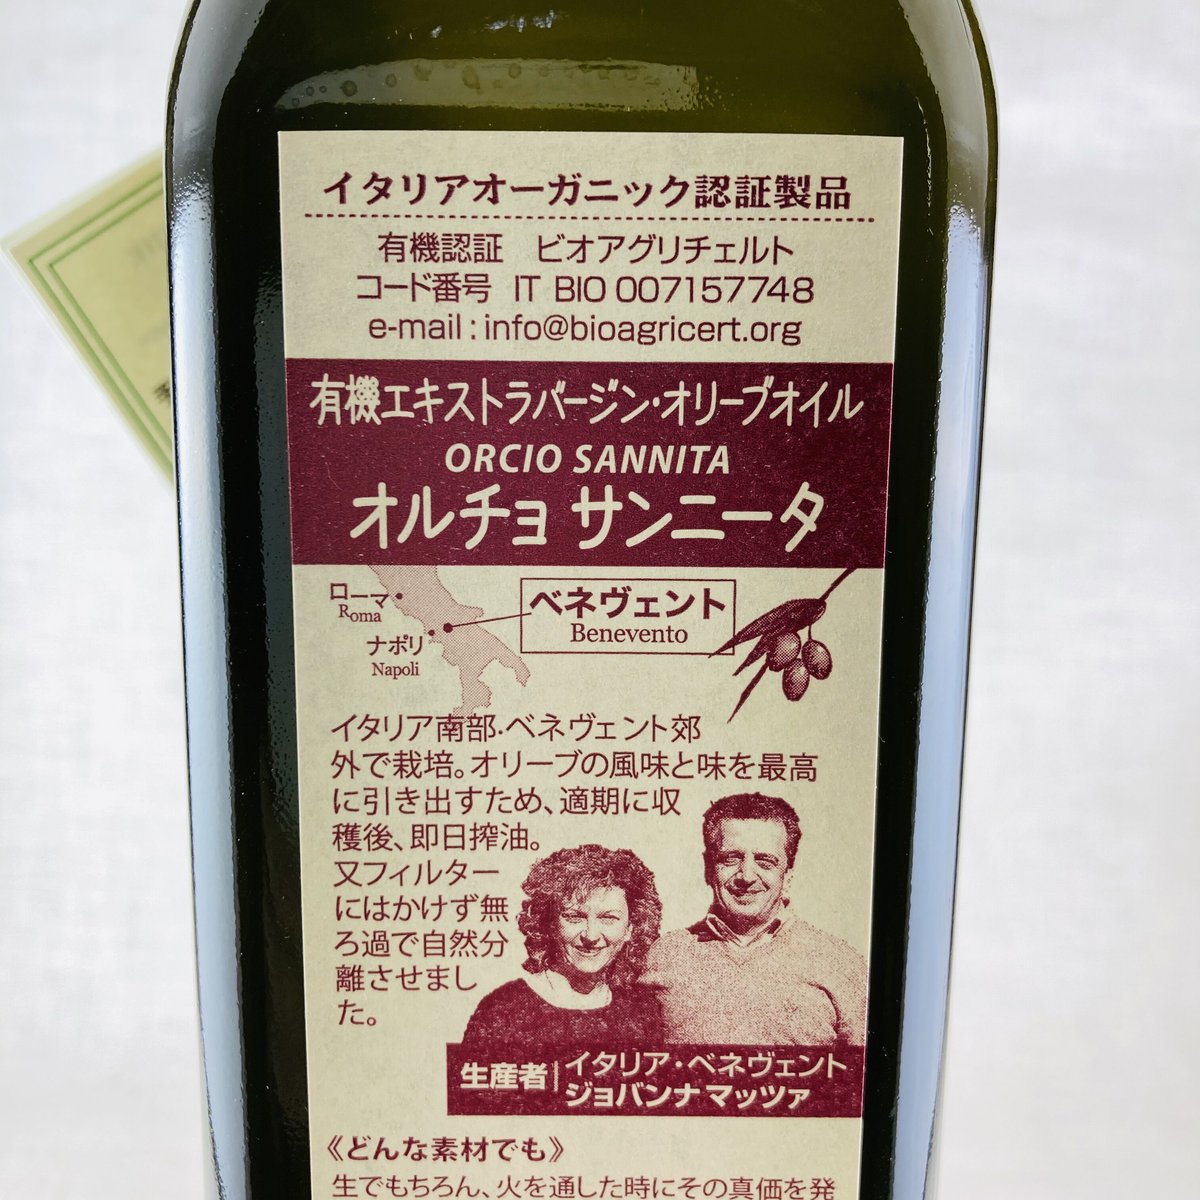 イタリアオーガニック認証製品
有機認証　ビオアグリチェルト
コード番号　IT BIO 007157748
e-mail : info@bioagricert.org
有機エキストラバージン・オリーブオイル
ORCIO SANNITA
オルチョ サンニータ
ローマ
Roma
ナポリ
Napoli
ベネヴェント
Benevento
イタリア南部・ベネヴェント郊
外で栽培。オリーブの風味と味を最高
に引き出すため、適期に収
穫後、即日搾油。
又フィルター
にはかけず無
ろ過で自然分
離させまし
た。
生産者
イタリア・ベネヴェント
ジョバンナ マッツァ
《どんな素材でも》
生でもちろん、火を通した時にその真価を発